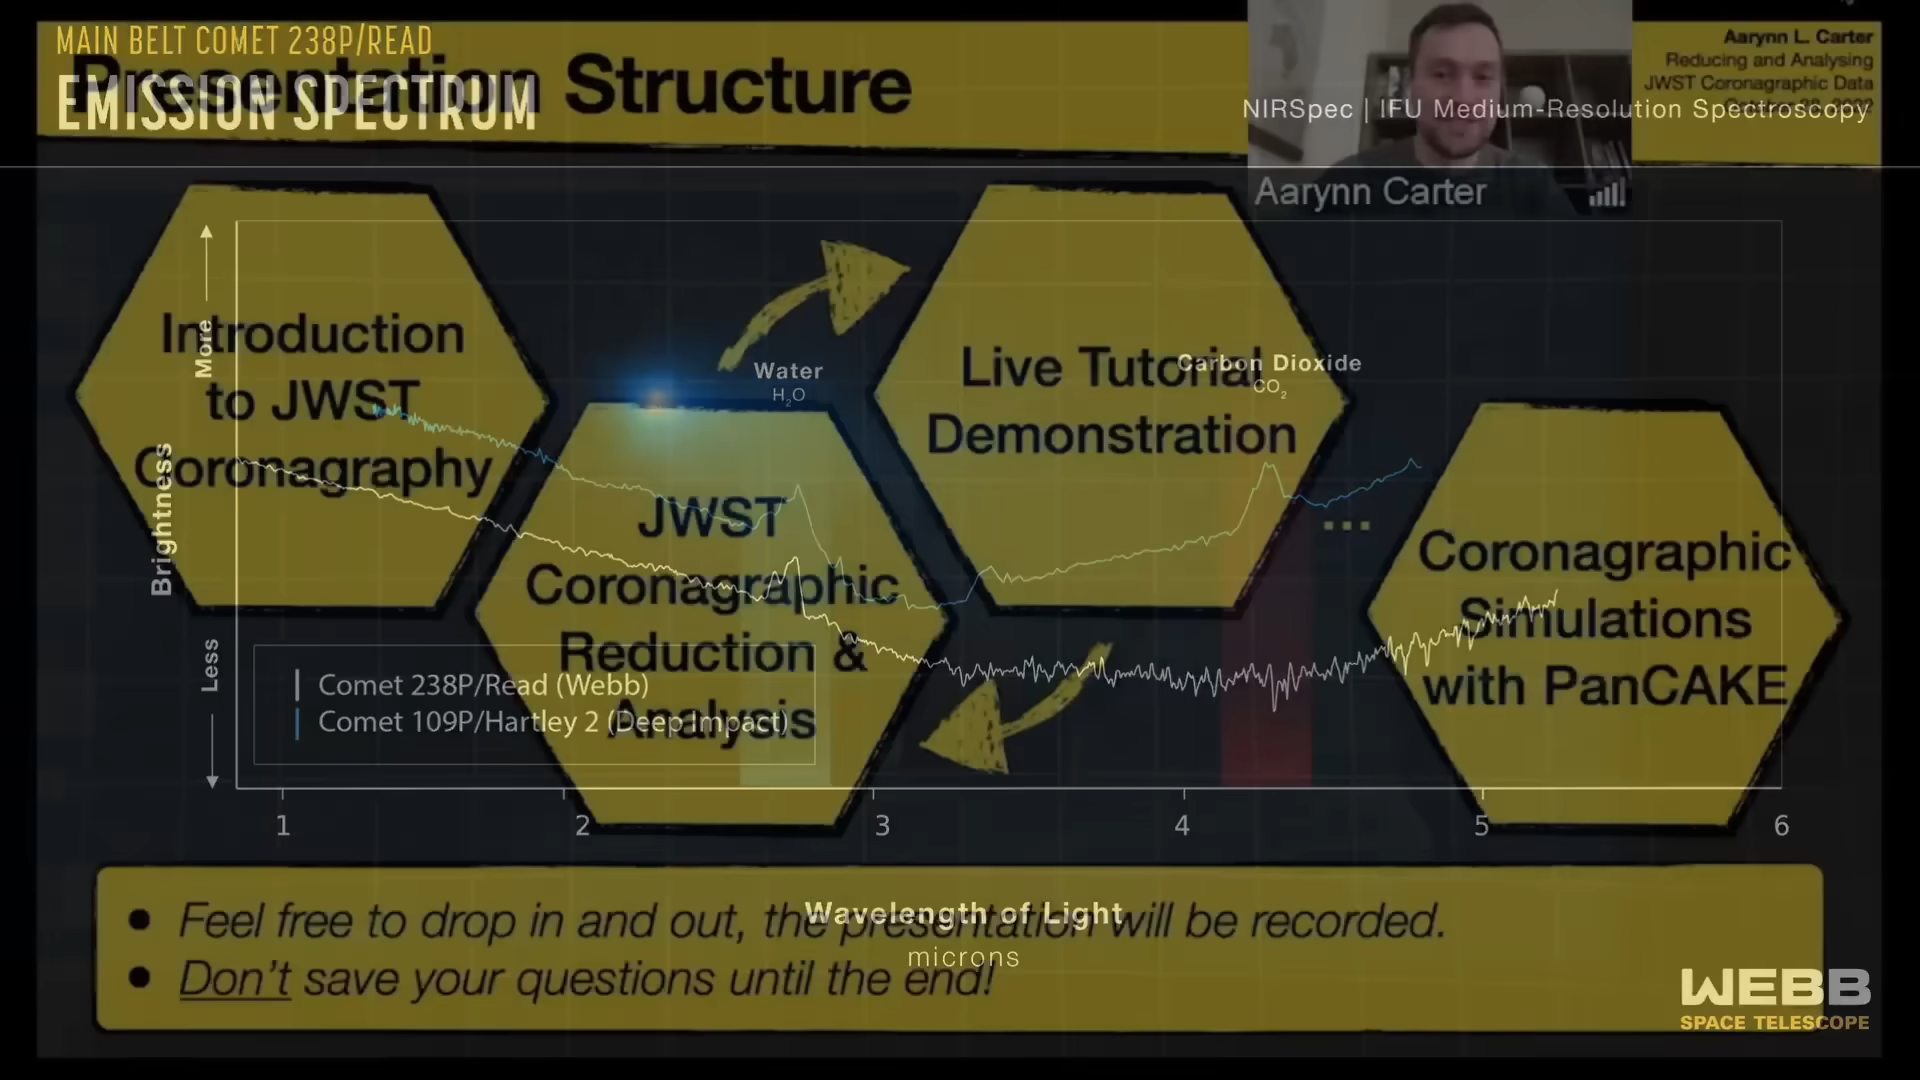 MAIN BELT COMET 238P/READ
EMISSION SPECTRUM
Presentation Structure
Aarynn L. Carter
Reducing and Analysing
JWST Coronagraphic Data
NIRSpec | IFU Medium-Resolution Spectroscopy
Aarynn Carter
Introduction
to JWST
Coronagraphy
JWST
Coronagraphic
Reduction &
Analysis
Live Tutorial
Demonstration
...
Coronagraphic
Simulations
with PanCAKE
Water
H2O
Carbon Dioxide
CO2
More
Brightness
Less
Comet 238P/Read (Webb)
Comet 109P/Hartley 2 (Deep Impact)
1 2 3 4 5 6
Wavelength of Light
microns
• Feel free to drop in and out, the presentation will be recorded.
• Don't save your questions until the end!
WEBB
SPACE TELESCOPE